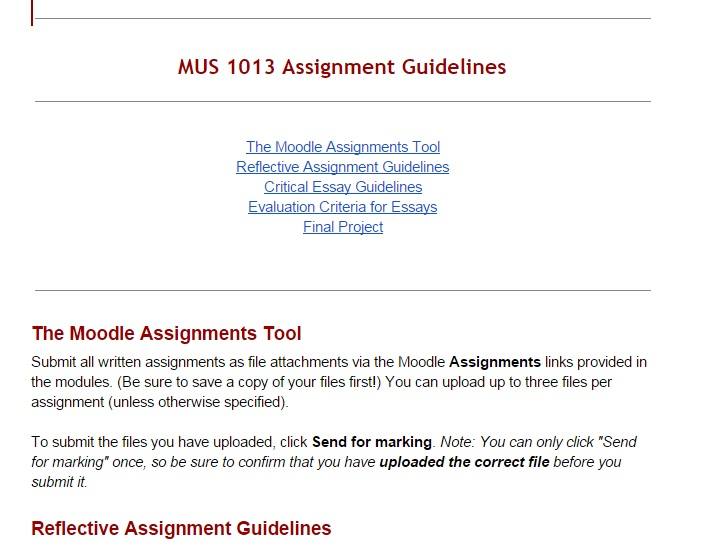 MUS 1013 Assignment Guidelines
The Moodle Assignments Tool
Reflective Assignment Guidelines
Critical Essay Guidelines
Evaluation Criteria for Essays
Final Project
The Moodle Assignments Tool
Submit all written assignments as file attachments via the Moodle Assignments links provided in
the modules. (Be sure to save a copy of your files first!) You can upload up to three files per
assignment (unless otherwise specified).
To submit the files you have uploaded, click Send for marking. Note: You can only click "Send
for marking" once, so be sure to confirm that you have uploaded the correct file before you
submit it.
Reflective Assignment Guidelines